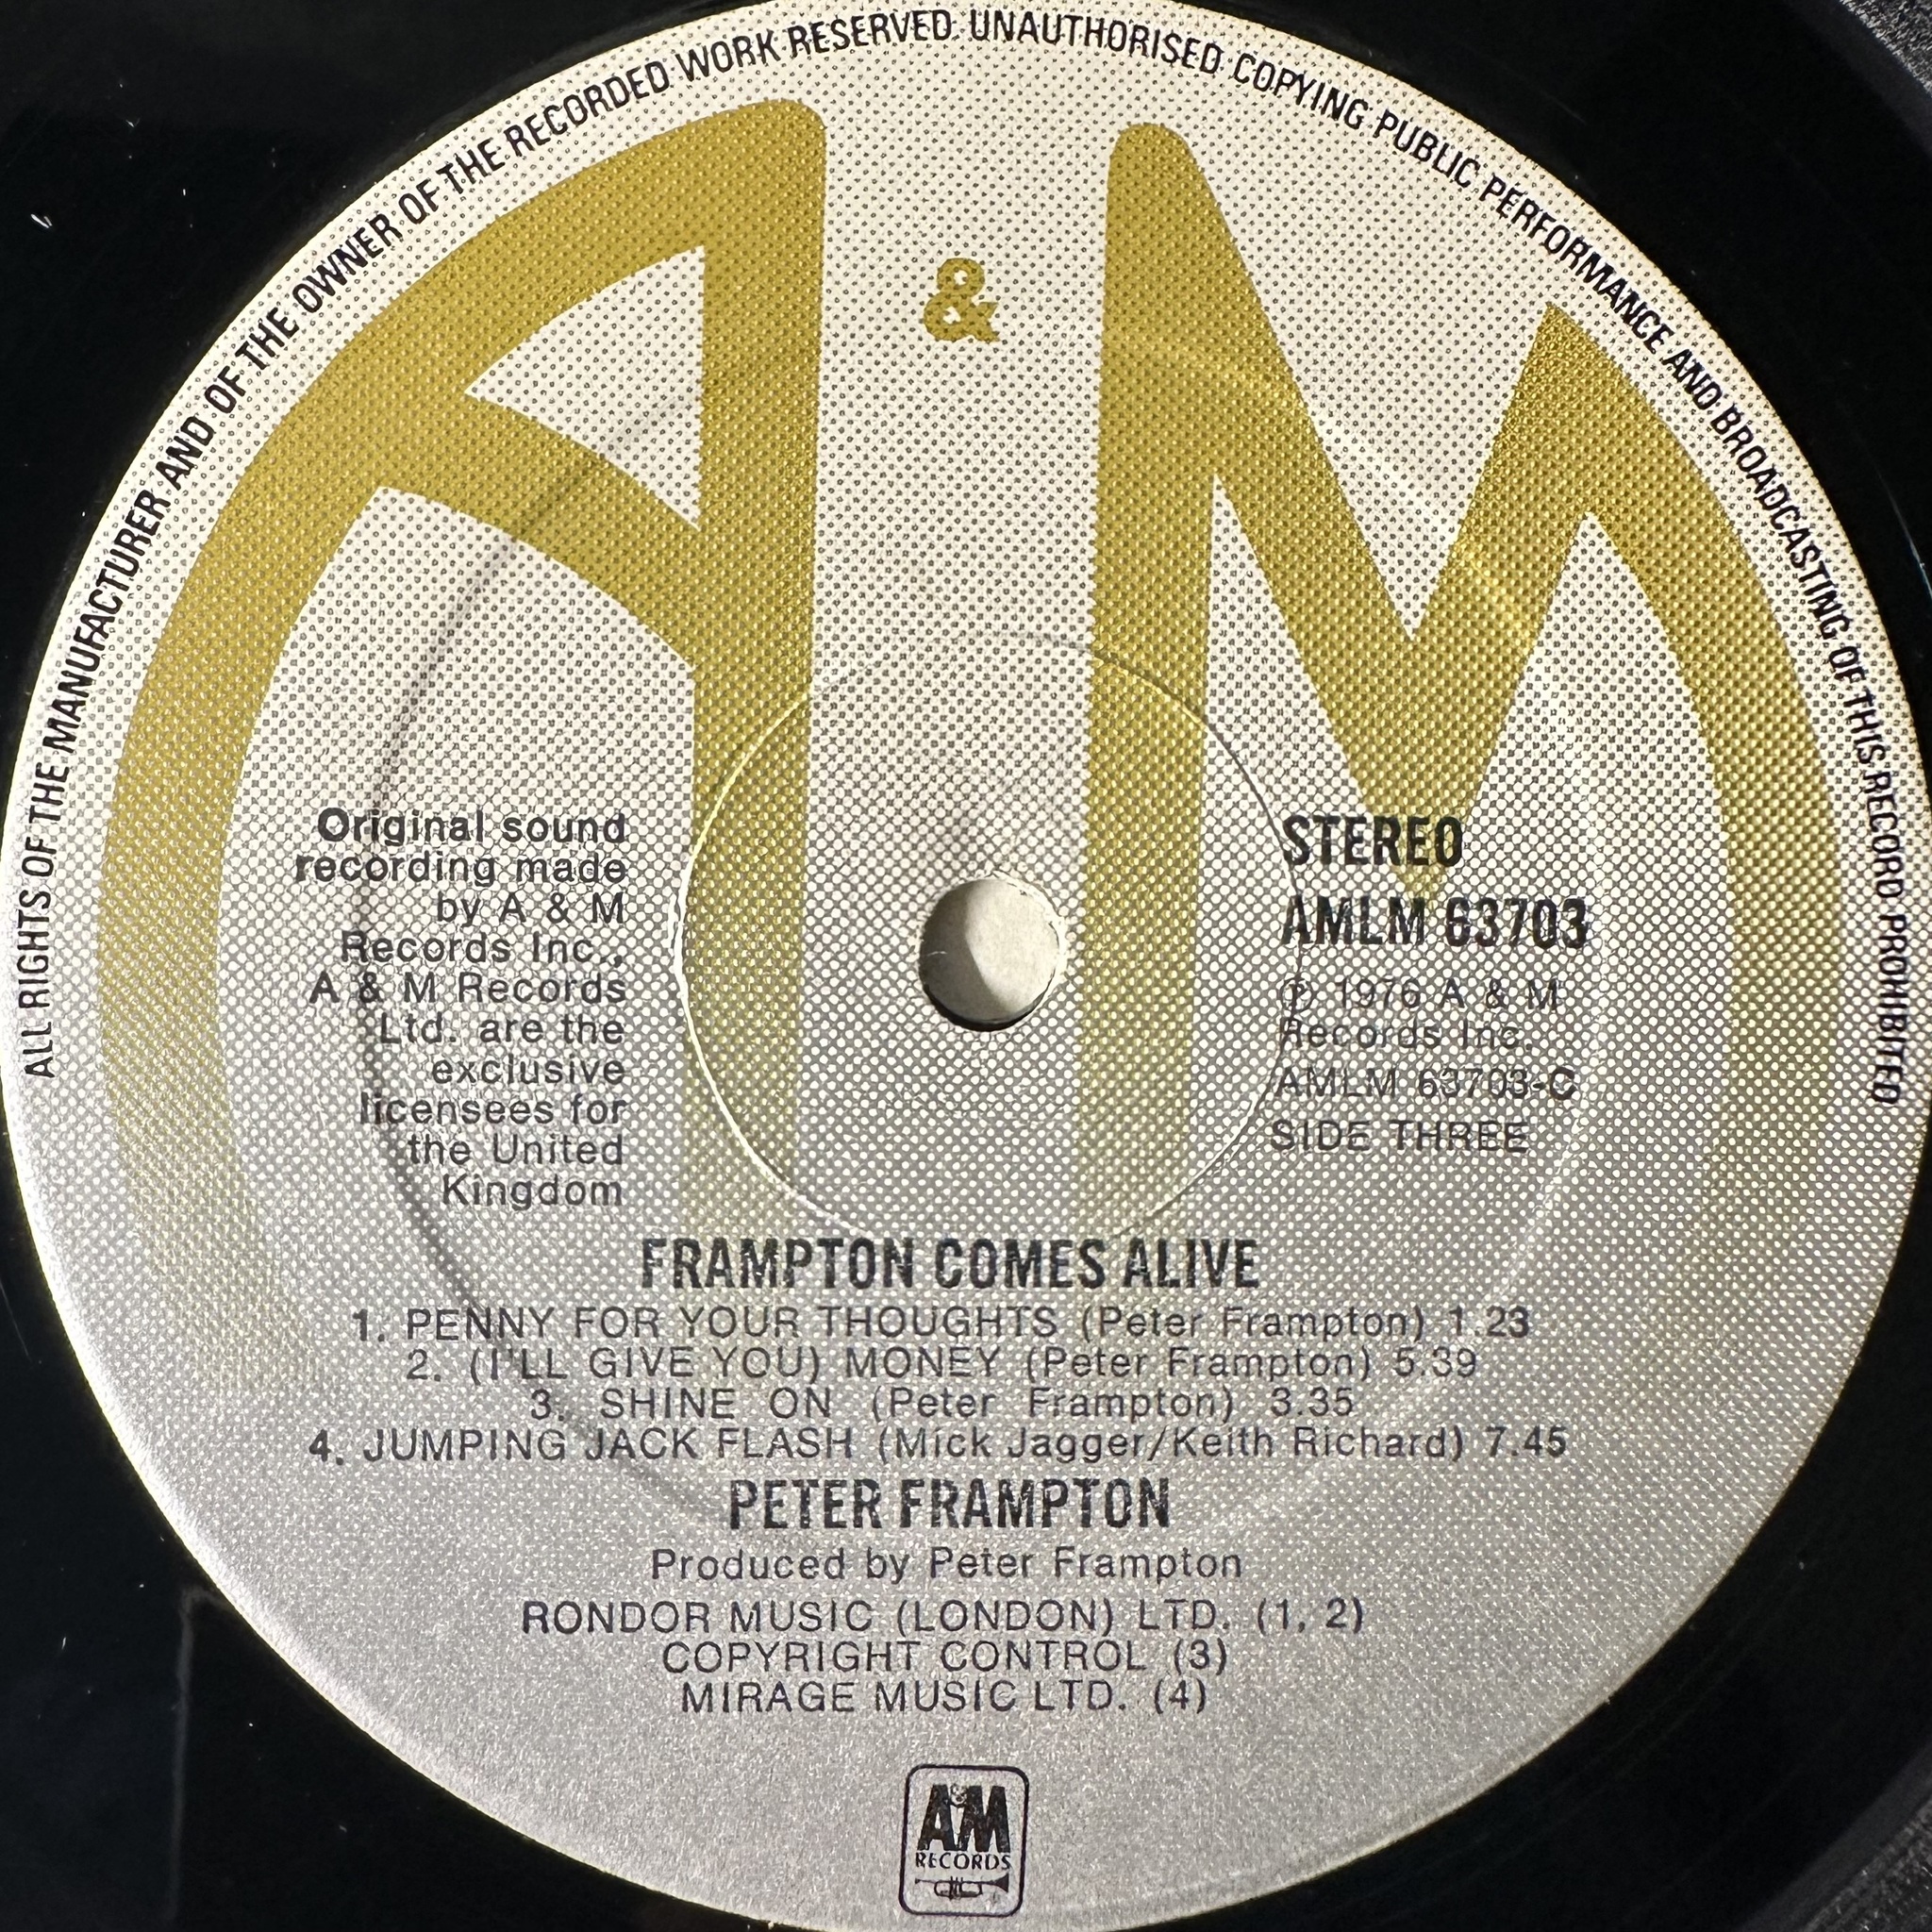 ALL RIGHTS OF THE MANUFACTURER AND OF THE OWNER OF THE RECORDED WORK RESERVED. UNAUTHORISED COPYING PUBLIC PERFORMANCE AND BROADCASTING OF THIS RECORD PROHIBITED
A & M
Original sound
recording made
by A & M
Records Inc.,
A & M Records
Ltd. are the
exclusive
licensees for
the United
Kingdom
STEREO
AMLM 63703
℗ 1976 A & M
Records Inc.
AMLM 63703-C
SIDE THREE
FRAMPTON COMES ALIVE
1. PENNY FOR YOUR THOUGHTS (Peter Frampton) 1.23
2. (I'LL GIVE YOU) MONEY (Peter Frampton) 5.39
3. SHINE ON (Peter Frampton) 3.35
4. JUMPING JACK FLASH (Mick Jagger/Keith Richard) 7.45
PETER FRAMPTON
Produced by Peter Frampton
RONDOR MUSIC (LONDON) LTD. (1, 2)
COPYRIGHT CONTROL (3)
MIRAGE MUSIC LTD. (4)
A&M
RECORDS